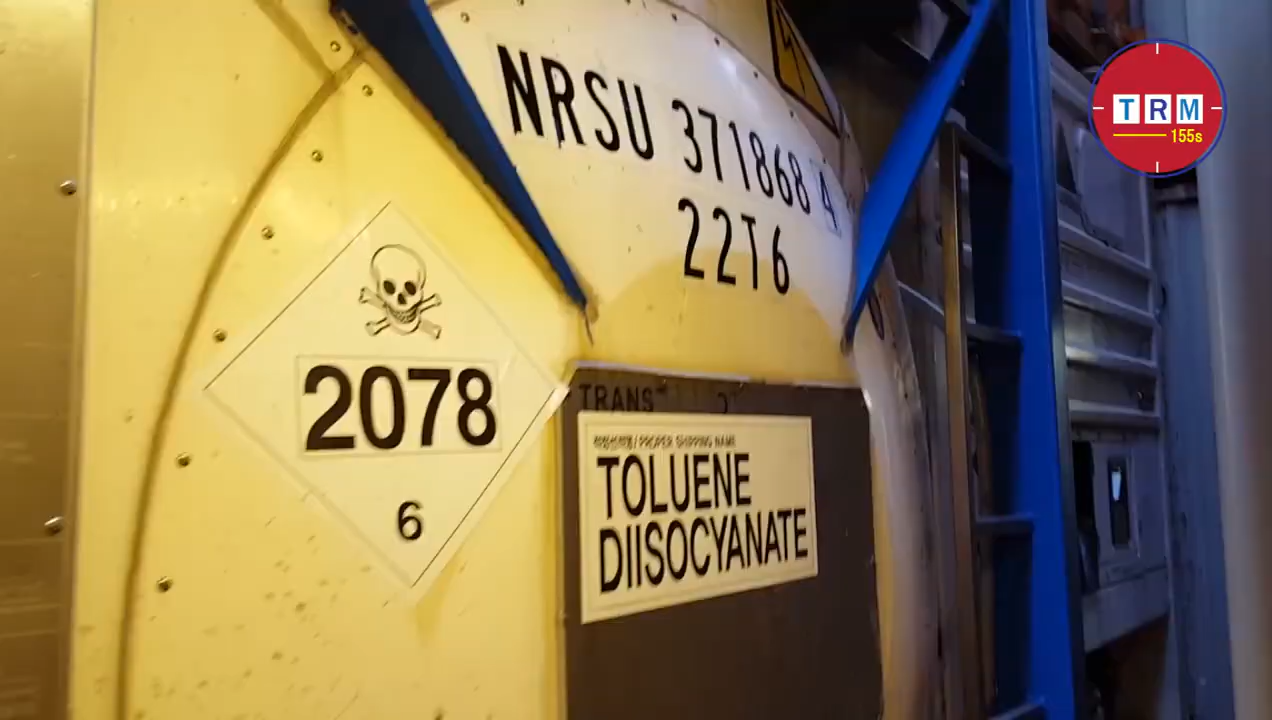 NRSU 371868 4
22T6
2078
6
TRANS
PROPER SHIPPING NAME
TOLUENE
DIISOCYANATE
TRM
155s